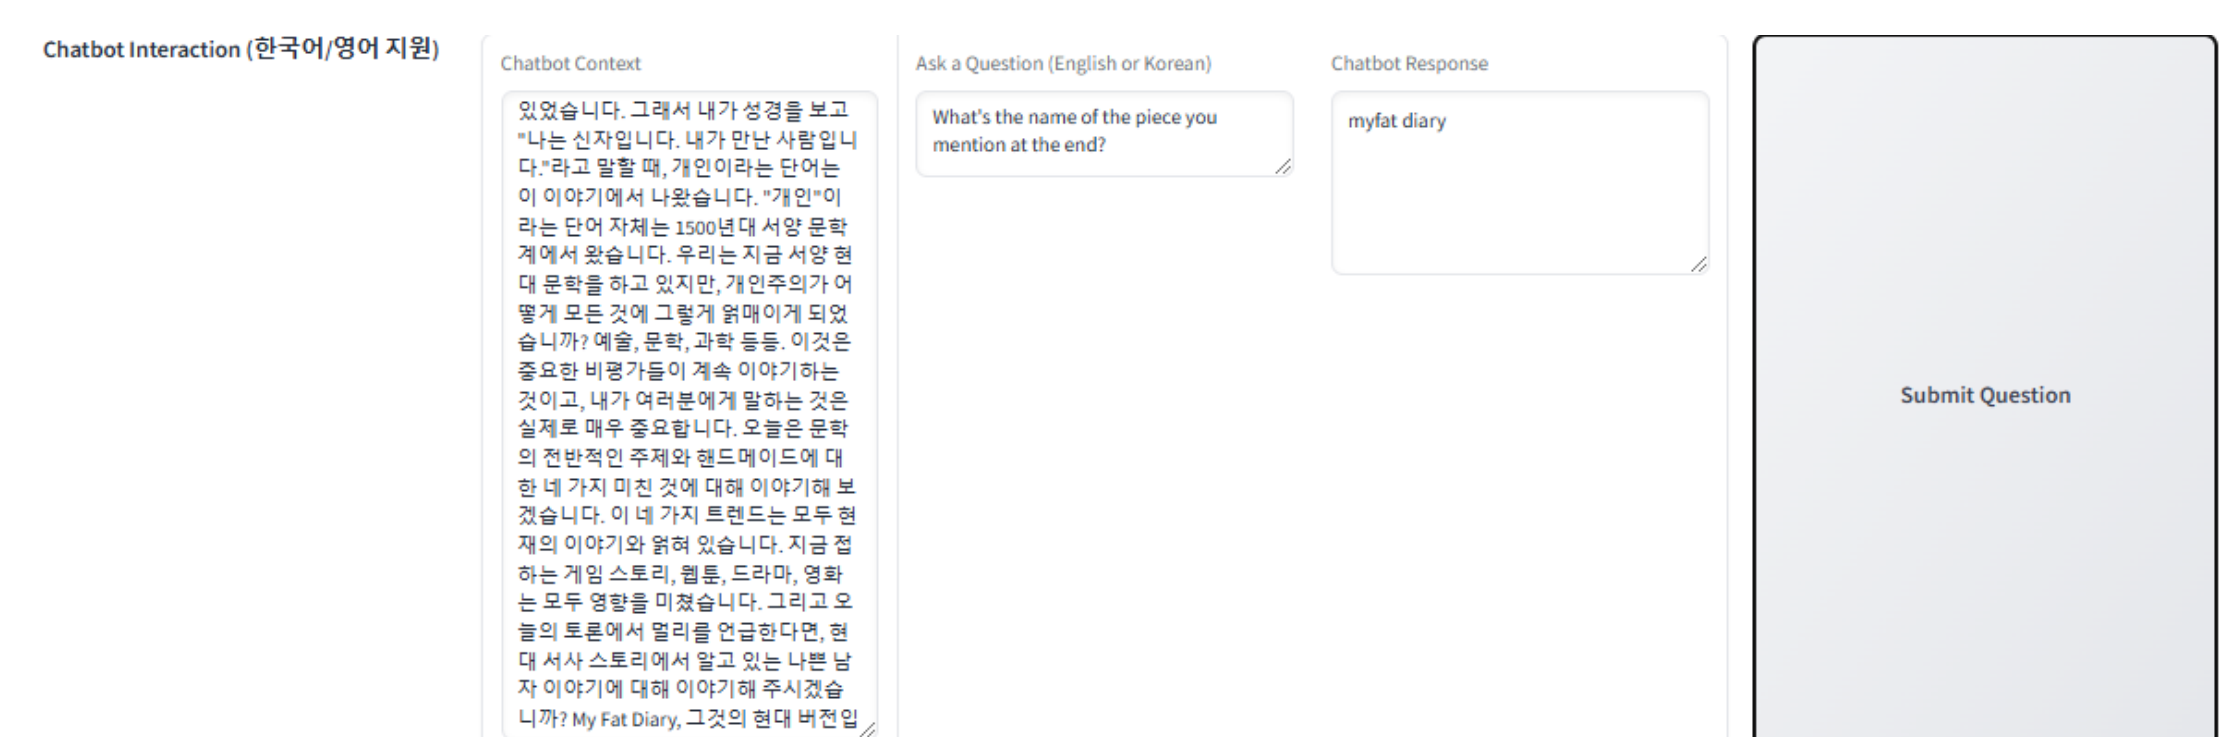 Chatbot Interaction (한국어/영어 지원)
Chatbot Context
있었습니다. 그래서 내가 성경을 보고
"나는 신자입니다. 내가 만난 사람입니
다."라고 말할 때, 개인이라는 단어는
이 이야기에서 나왔습니다. "개인"이
라는 단어 자체는 1500년대 서양 문학
계에서 왔습니다. 우리는 지금 서양 현
대 문학을 하고 있지만, 개인주의가 어
떻게 모든 것에 그렇게 얽매이게 되었
습니까? 예술, 문학, 과학 등등. 이것은
중요한 비평가들이 계속 이야기하는
것이고, 내가 여러분에게 말하는 것은
실제로 매우 중요합니다. 오늘은 문학
의 전반적인 주제와 핸드메이드에 대
한 네 가지 미친 것에 대해 이야기해 보
겠습니다. 이 네 가지 트렌드는 모두 현
재의 이야기와 얽혀 있습니다. 지금 접
하는 게임 스토리, 웹툰, 드라마, 영화
는 모두 영향을 미쳤습니다. 그리고 오
늘의 토론에서 멀리를 언급한다면, 현
대 서사 스토리에서 알고 있는 나쁜 남
자 이야기에 대해 이야기해 주시겠습
니까? My Fat Diary, 그것의 현대 버전입
Ask a Question (English or Korean)
What's the name of the piece you
mention at the end?
Chatbot Response
myfat diary
Submit Question